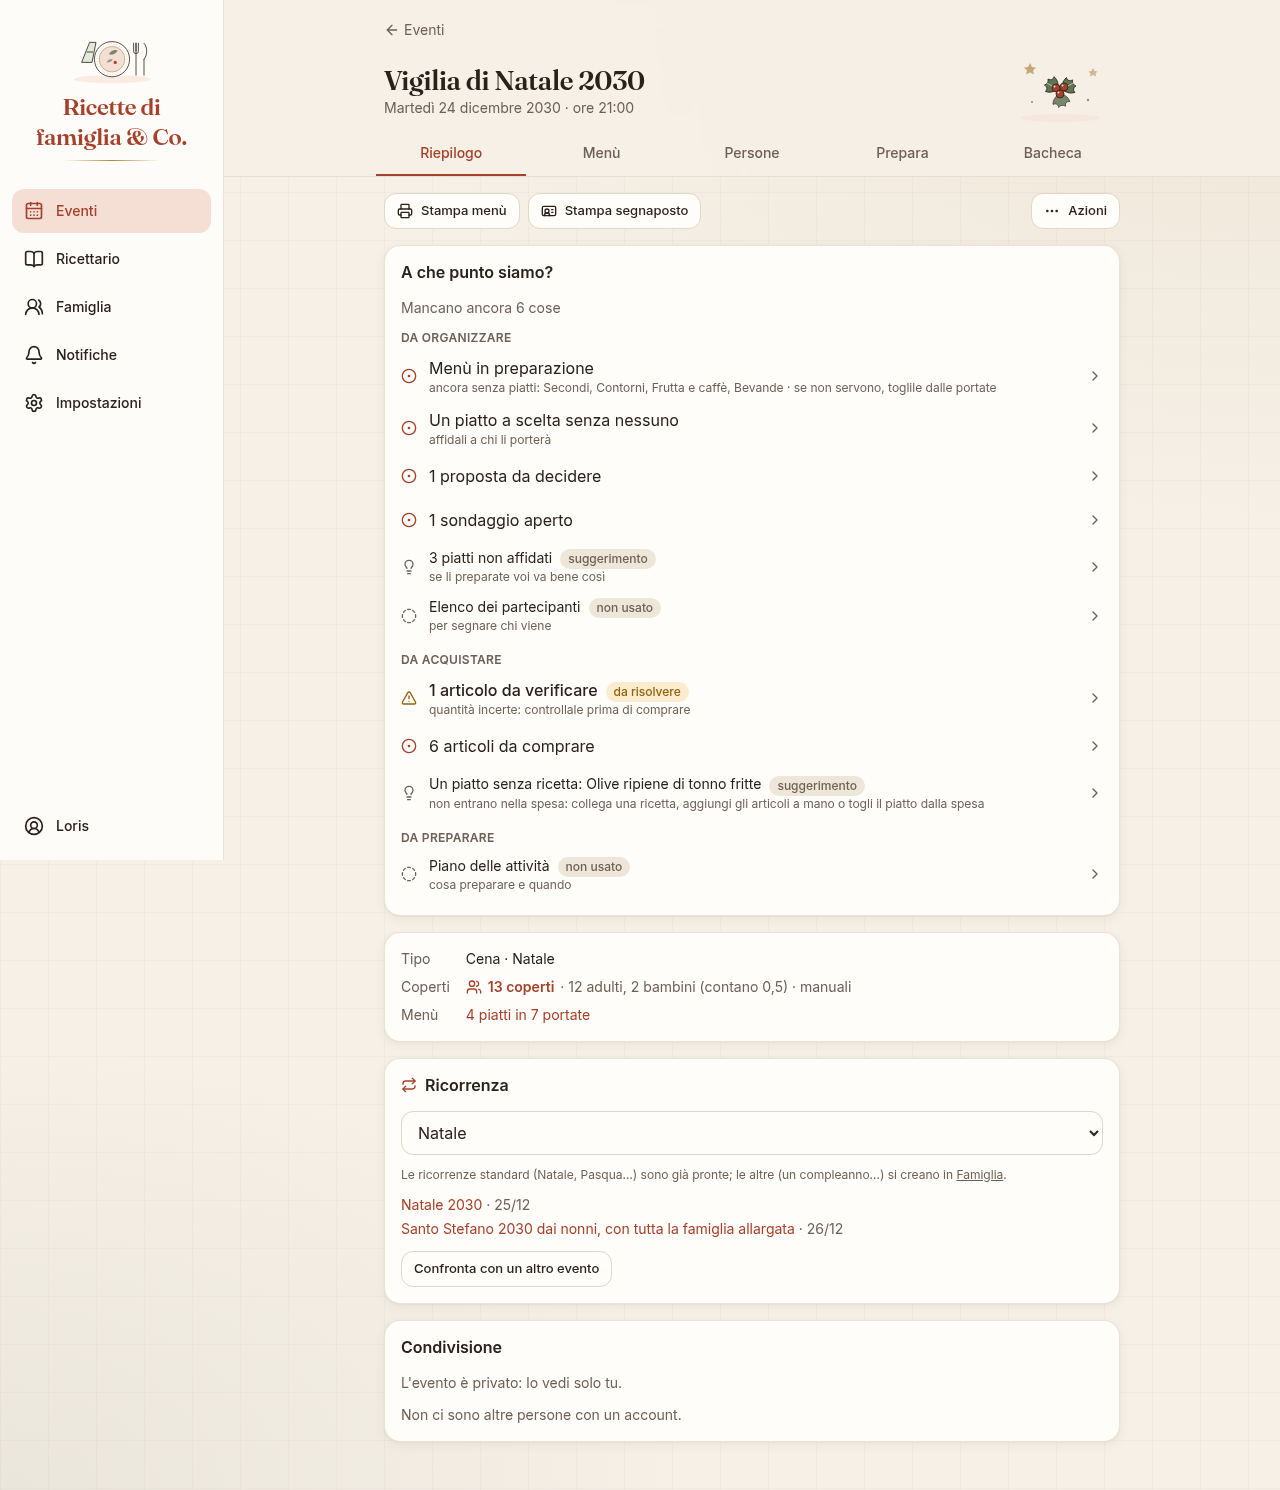 Ricette di
famiglia & Co.
Eventi
Ricettario
Famiglia
Notifiche
Impostazioni
Loris
Eventi
Vigilia di Natale 2030
Martedì 24 dicembre 2030 · ore 21:00
Riepilogo
Menù
Persone
Prepara
Bacheca
Stampa menù
Stampa segnaposto
Azioni
A che punto siamo?
Mancano ancora 6 cose
DA ORGANIZZARE
Menù in preparazione
ancora senza piatti: Secondi, Contorni, Frutta e caffè, Bevande · se non servono, toglile dalle portate
Un piatto a scelta senza nessuno
affidali a chi li porterà
1 proposta da decidere
1 sondaggio aperto
3 piatti non affidati suggerimento
se li preparate voi va bene così
Elenco dei partecipanti non usato
per segnare chi viene
DA ACQUISTARE
1 articolo da verificare da risolvere
quantità incerte: controllale prima di comprare
6 articoli da comprare
Un piatto senza ricetta: Olive ripiene di tonno fritte suggerimento
non entrano nella spesa: collega una ricetta, aggiungi gli articoli a mano o togli il piatto dalla spesa
DA PREPARARE
Piano delle attività non usato
cosa preparare e quando
Tipo Cena · Natale
Coperti 13 coperti · 12 adulti, 2 bambini (contano 0,5) · manuali
Menù 4 piatti in 7 portate
Ricorrenza
Natale
Le ricorrenze standard (Natale, Pasqua…) sono già pronte; le altre (un compleanno…) si creano in Famiglia.
Natale 2030 · 25/12
Santo Stefano 2030 dai nonni, con tutta la famiglia allargata · 26/12
Confronta con un altro evento
Condivisione
L'evento è privato: lo vedi solo tu.
Non ci sono altre persone con un account.